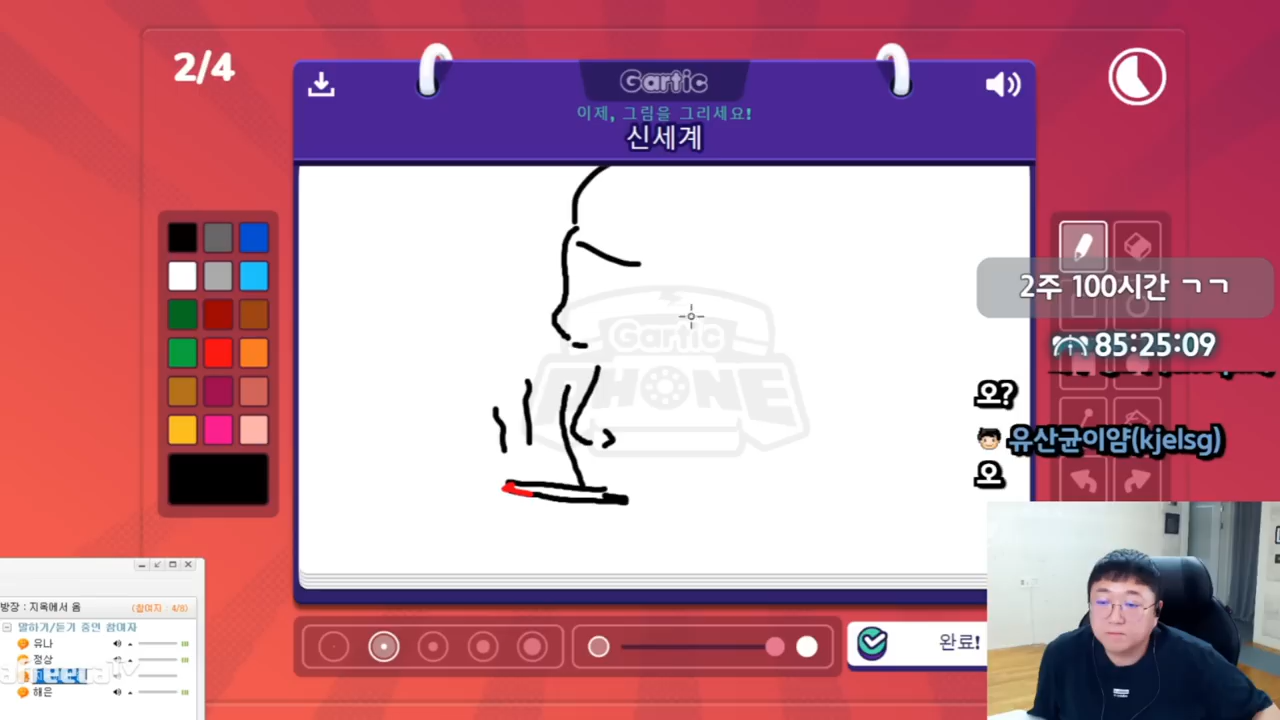 2/4
Gartic
이제, 그림을 그리세요!
신세계
Gartic
PHONE
2주 100시간 ㄱㄱ
85:25:09
오?
유산균이얌(kjelsg)
오
완료!
방장 : 지옥에서 옴
(참여자 : 4/8)
말하기/듣기 중인 참여자
유나
정상
afreecaTV
해은